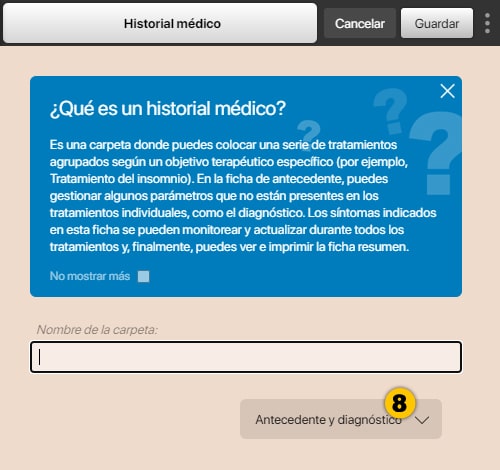 Historial médico
Cancelar
Guardar
¿Qué es un historial médico?
Es una carpeta donde puedes colocar una serie de tratamientos
agrupados según un objetivo terapéutico específico (por ejemplo,
Tratamiento del insomnio). En la ficha de antecedente, puedes
gestionar algunos parámetros que no están presentes en los
tratamientos individuales, como el diagnóstico. Los síntomas indicados
en esta ficha se pueden monitorear y actualizar durante todos los
tratamientos y, finalmente, puedes ver e imprimir la ficha resumen.
No mostrar más
Nombre de la carpeta:
8
Antecedente y diagnóstico